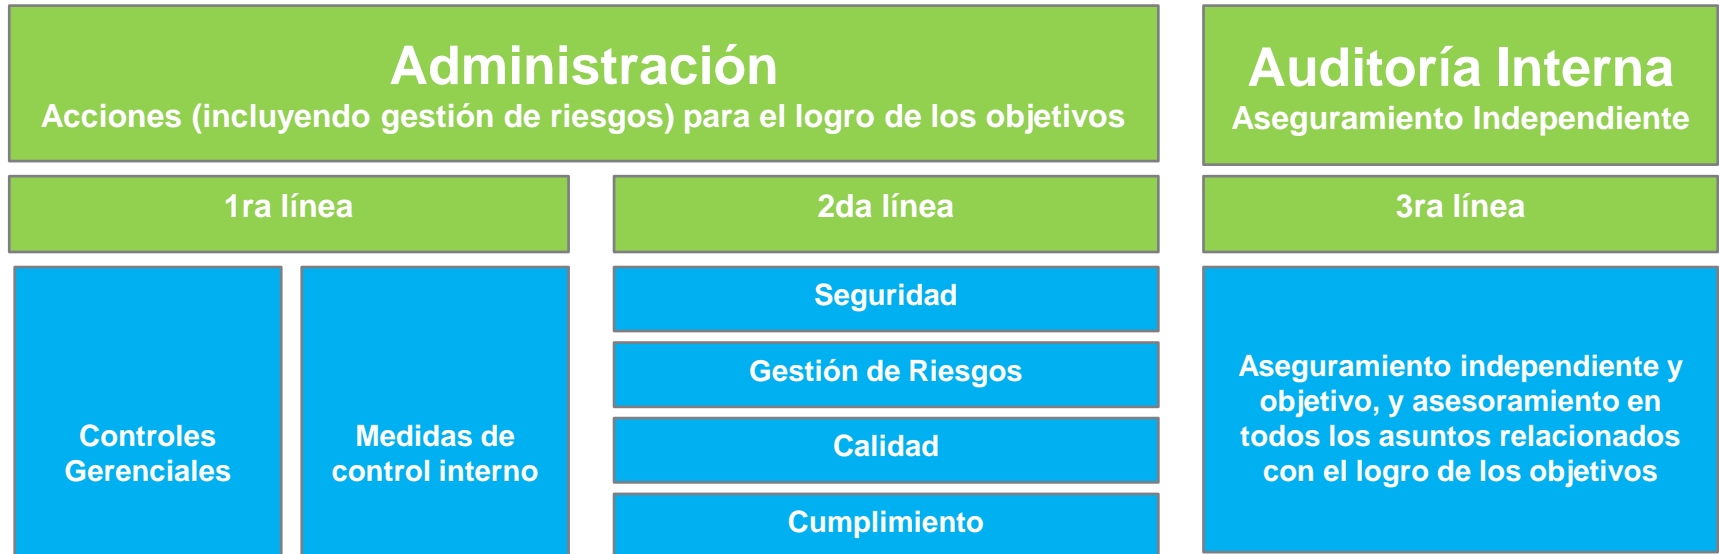 Administración
Acciones (incluyendo gestión de riesgos) para el logro de los objetivos
Auditoría Interna
Aseguramiento Independiente
1ra línea
2da línea
3ra línea
Controles
Gerenciales
Medidas de
control interno
Seguridad
Gestión de Riesgos
Calidad
Cumplimiento
Aseguramiento independiente y
objetivo, y asesoramiento en
todos los asuntos relacionados
con el logro de los objetivos